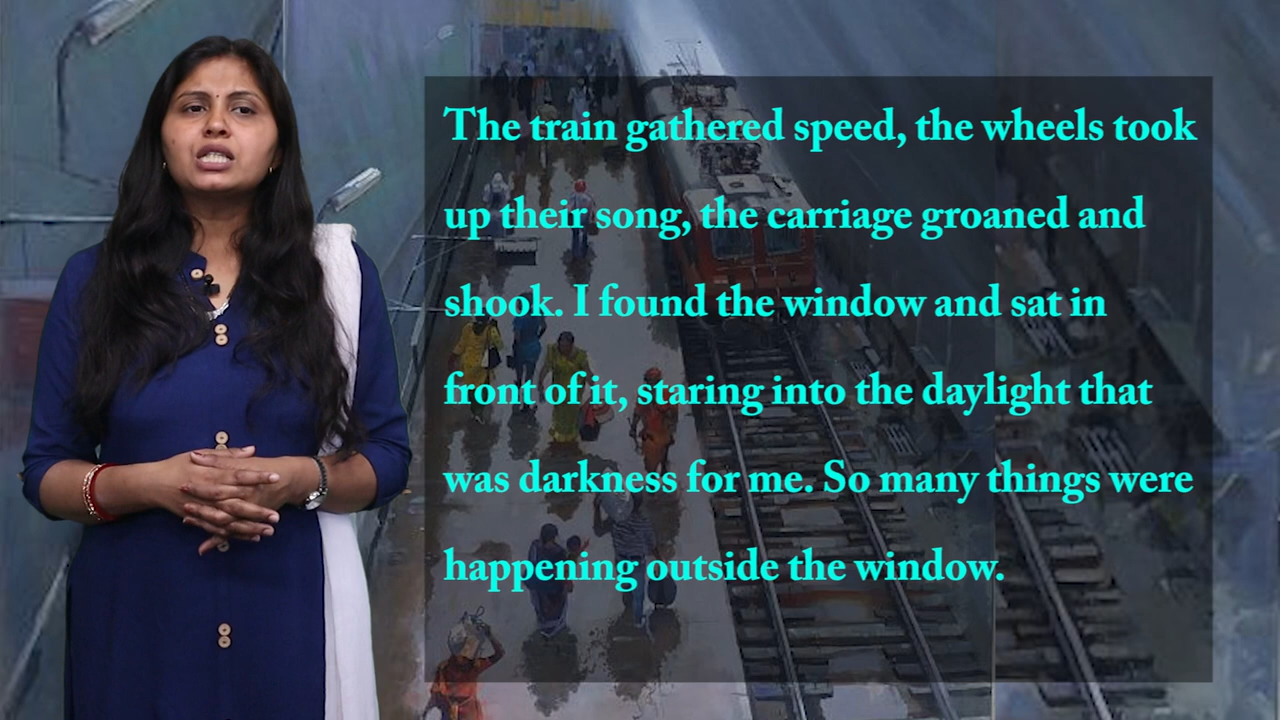 The train gathered speed, the wheels took
up their song, the carriage groaned and
shook. I found the window and sat in
front of it, staring into the daylight that
was darkness for me. So many things were
happening outside the window.